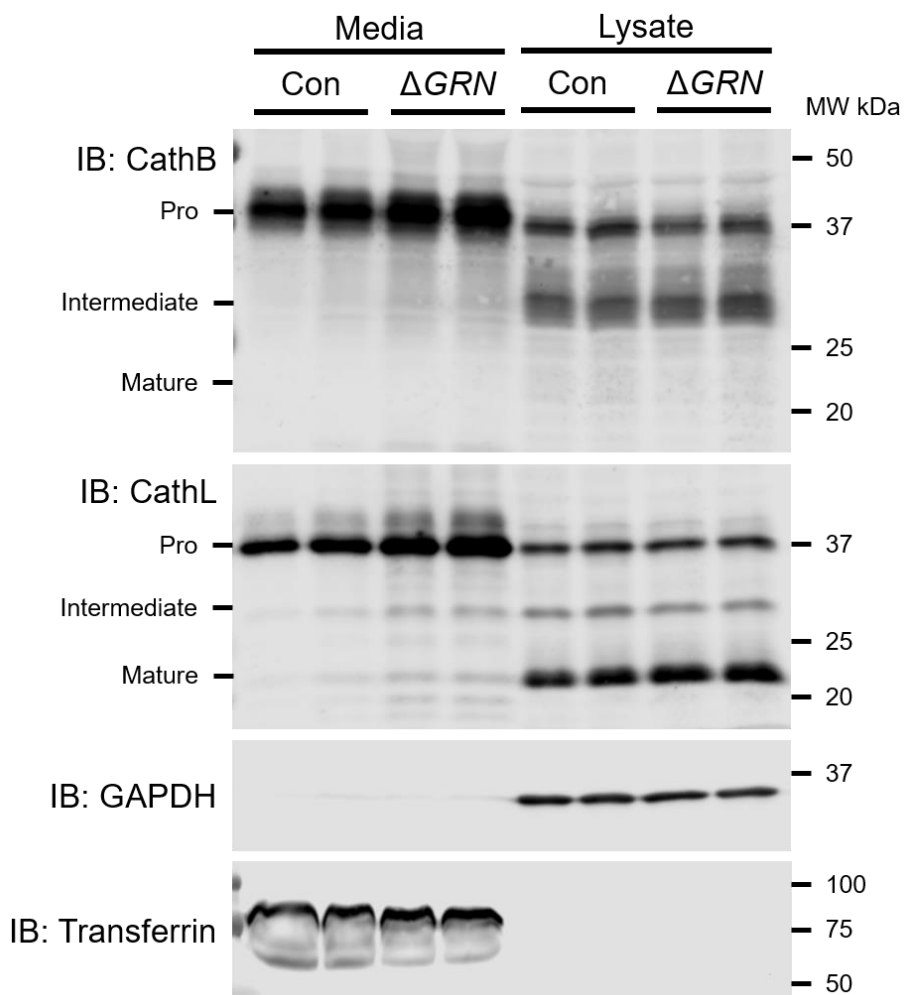 Media Lysate
Con ΔGRN Con ΔGRN
MW kDa
IB: CathB
50
Pro
37
Intermediate
25
Mature
20
IB: CathL
Pro
37
Intermediate
25
Mature
20
37
IB: GAPDH
100
IB: Transferrin
75
50